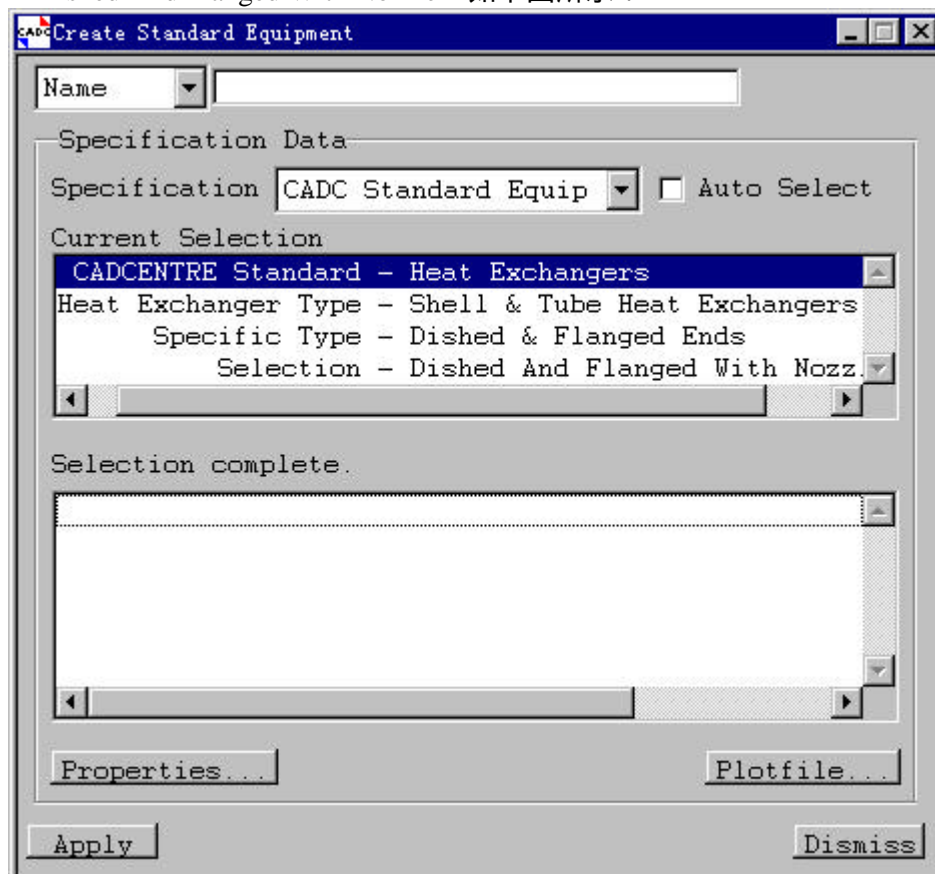 CADC Create Standard Equipment
Name
Specification Data
Specification CADC Standard Equip Auto Select
Current Selection
CADCENTRE Standard - Heat Exchangers
Heat Exchanger Type - Shell & Tube Heat Exchangers
Specific Type - Dished & Flanged Ends
Selection - Dished And Flanged With Nozz
Selection complete.
Properties... Plotfile...
Apply Dismiss